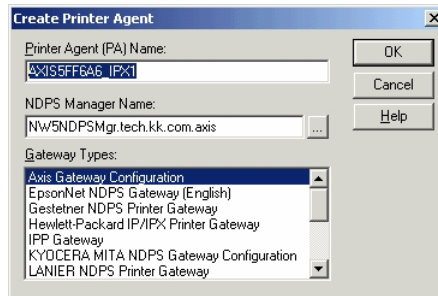 Create Printer Agent
Printer Agent (PA) Name:
AXIS5FF6A6_IPX1
NDPS Manager Name:
NW5NDPSMgr.tech.kk.com.axis
...
Gateway Types:
Axis Gateway Configuration
EpsonNet NDPS Gateway (English)
Gestetner NDPS Printer Gateway
Hewlett-Packard IP/IPX Printer Gateway
IPP Gateway
KYOCERA MITA NDPS Gateway Configuration
LANIER NDPS Printer Gateway
OK
Cancel
Help